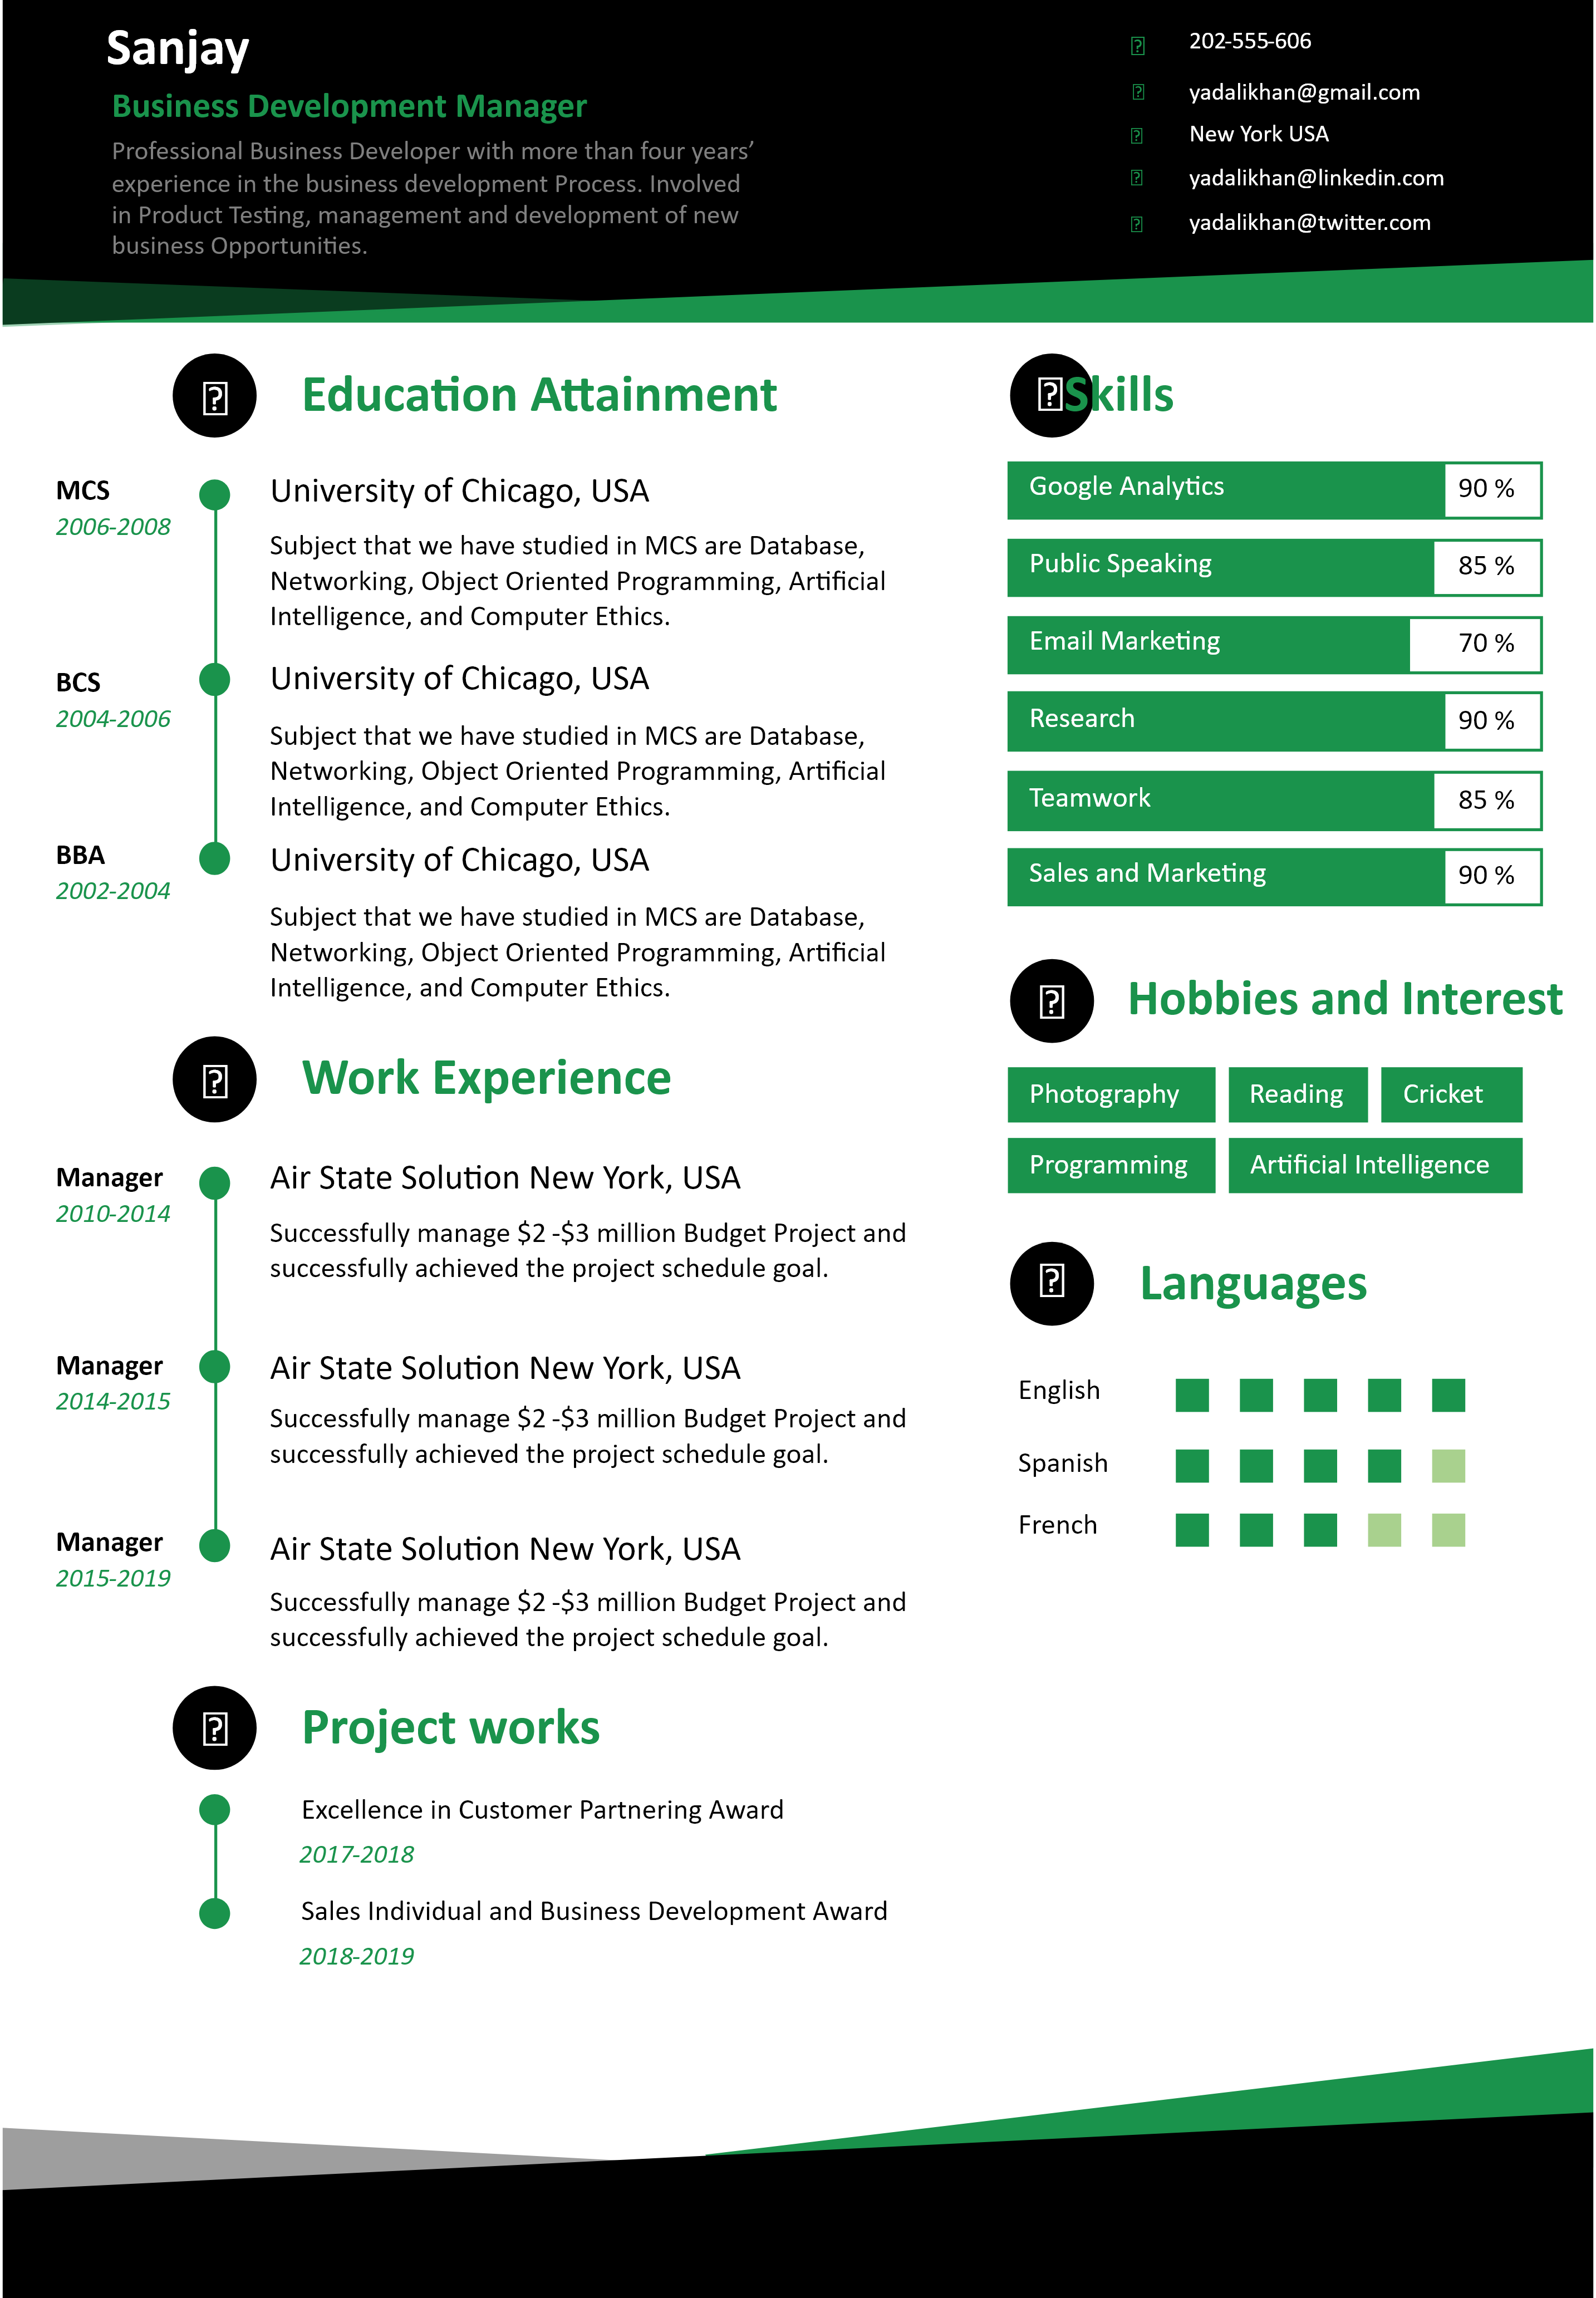 Sanjay
Business Development Manager
Professional Business Developer with more than four years’
experience in the business development Process. Involved
in Product Testing, management and development of new
business Opportunities.
202-555-606
yadalikhan@gmail.com
New York USA
yadalikhan@linkedin.com
yadalikhan@twitter.com
Education Attainment
MCS
2006-2008
University of Chicago, USA
Subject that we have studied in MCS are Database,
Networking, Object Oriented Programming, Artificial
Intelligence, and Computer Ethics.
BCS
2004-2006
University of Chicago, USA
Subject that we have studied in MCS are Database,
Networking, Object Oriented Programming, Artificial
Intelligence, and Computer Ethics.
BBA
2002-2004
University of Chicago, USA
Subject that we have studied in MCS are Database,
Networking, Object Oriented Programming, Artificial
Intelligence, and Computer Ethics.
Work Experience
Manager
2010-2014
Air State Solution New York, USA
Successfully manage $2 -$3 million Budget Project and
successfully achieved the project schedule goal.
Manager
2014-2015
Air State Solution New York, USA
Successfully manage $2 -$3 million Budget Project and
successfully achieved the project schedule goal.
Manager
2015-2019
Air State Solution New York, USA
Successfully manage $2 -$3 million Budget Project and
successfully achieved the project schedule goal.
Project works
Excellence in Customer Partnering Award
2017-2018
Sales Individual and Business Development Award
2018-2019
Skills
Google Analytics 90 %
Public Speaking 85 %
Email Marketing 70 %
Research 90 %
Teamwork 85 %
Sales and Marketing 90 %
Hobbies and Interest
Photography Reading Cricket
Programming Artificial Intelligence
Languages
English
Spanish
French